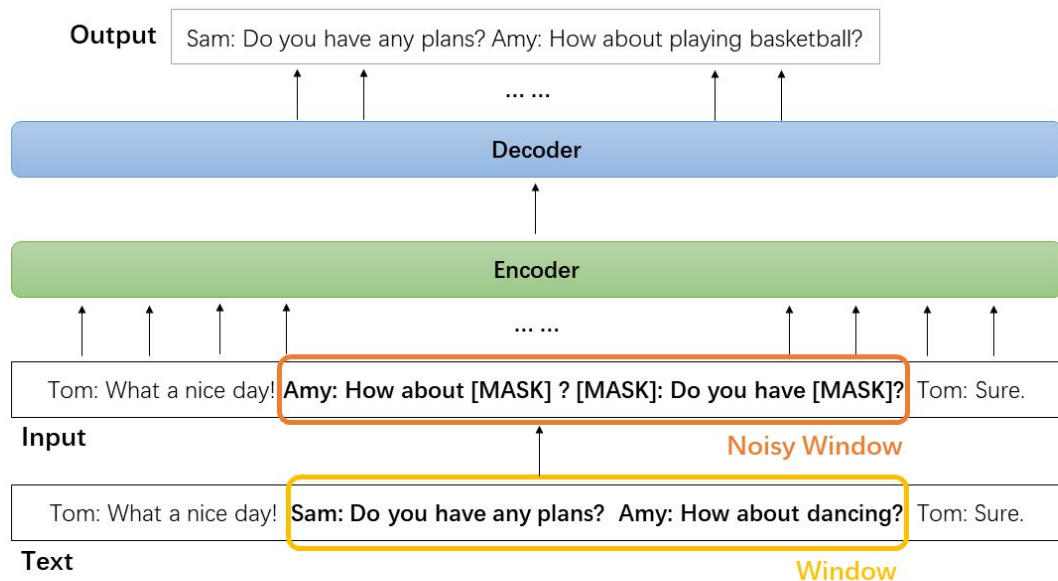 Output
Sam: Do you have any plans? Amy: How about playing basketball?
... ...
Decoder
Encoder
... ...
Tom: What a nice day! Amy: How about [MASK] ? [MASK]: Do you have [MASK]? Tom: Sure.
Input
Noisy Window
Tom: What a nice day! Sam: Do you have any plans? Amy: How about dancing? Tom: Sure.
Text
Window